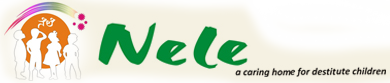 ನೆಲೆ
Nele
a caring home for destitute children